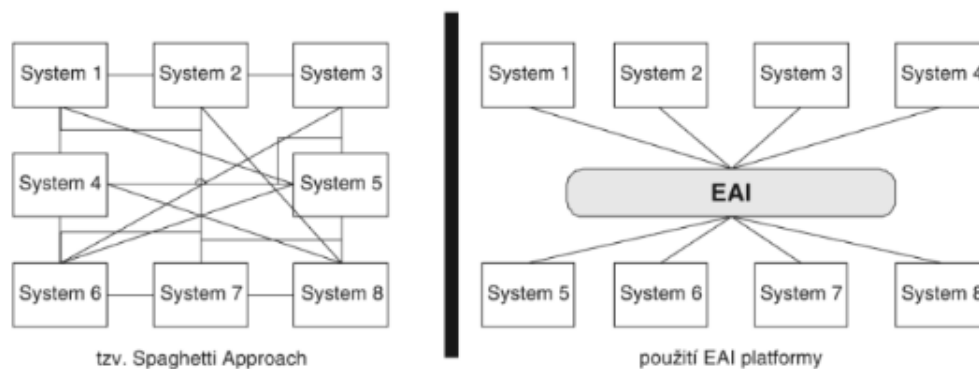 System 1 System 2 System 3
System 4 System 5
System 6 System 7 System 8
tzv. Spaghetti Approach
System 1 System 2 System 3 System 4
EAI
System 5 System 6 System 7 System 8
použití EAI platformy